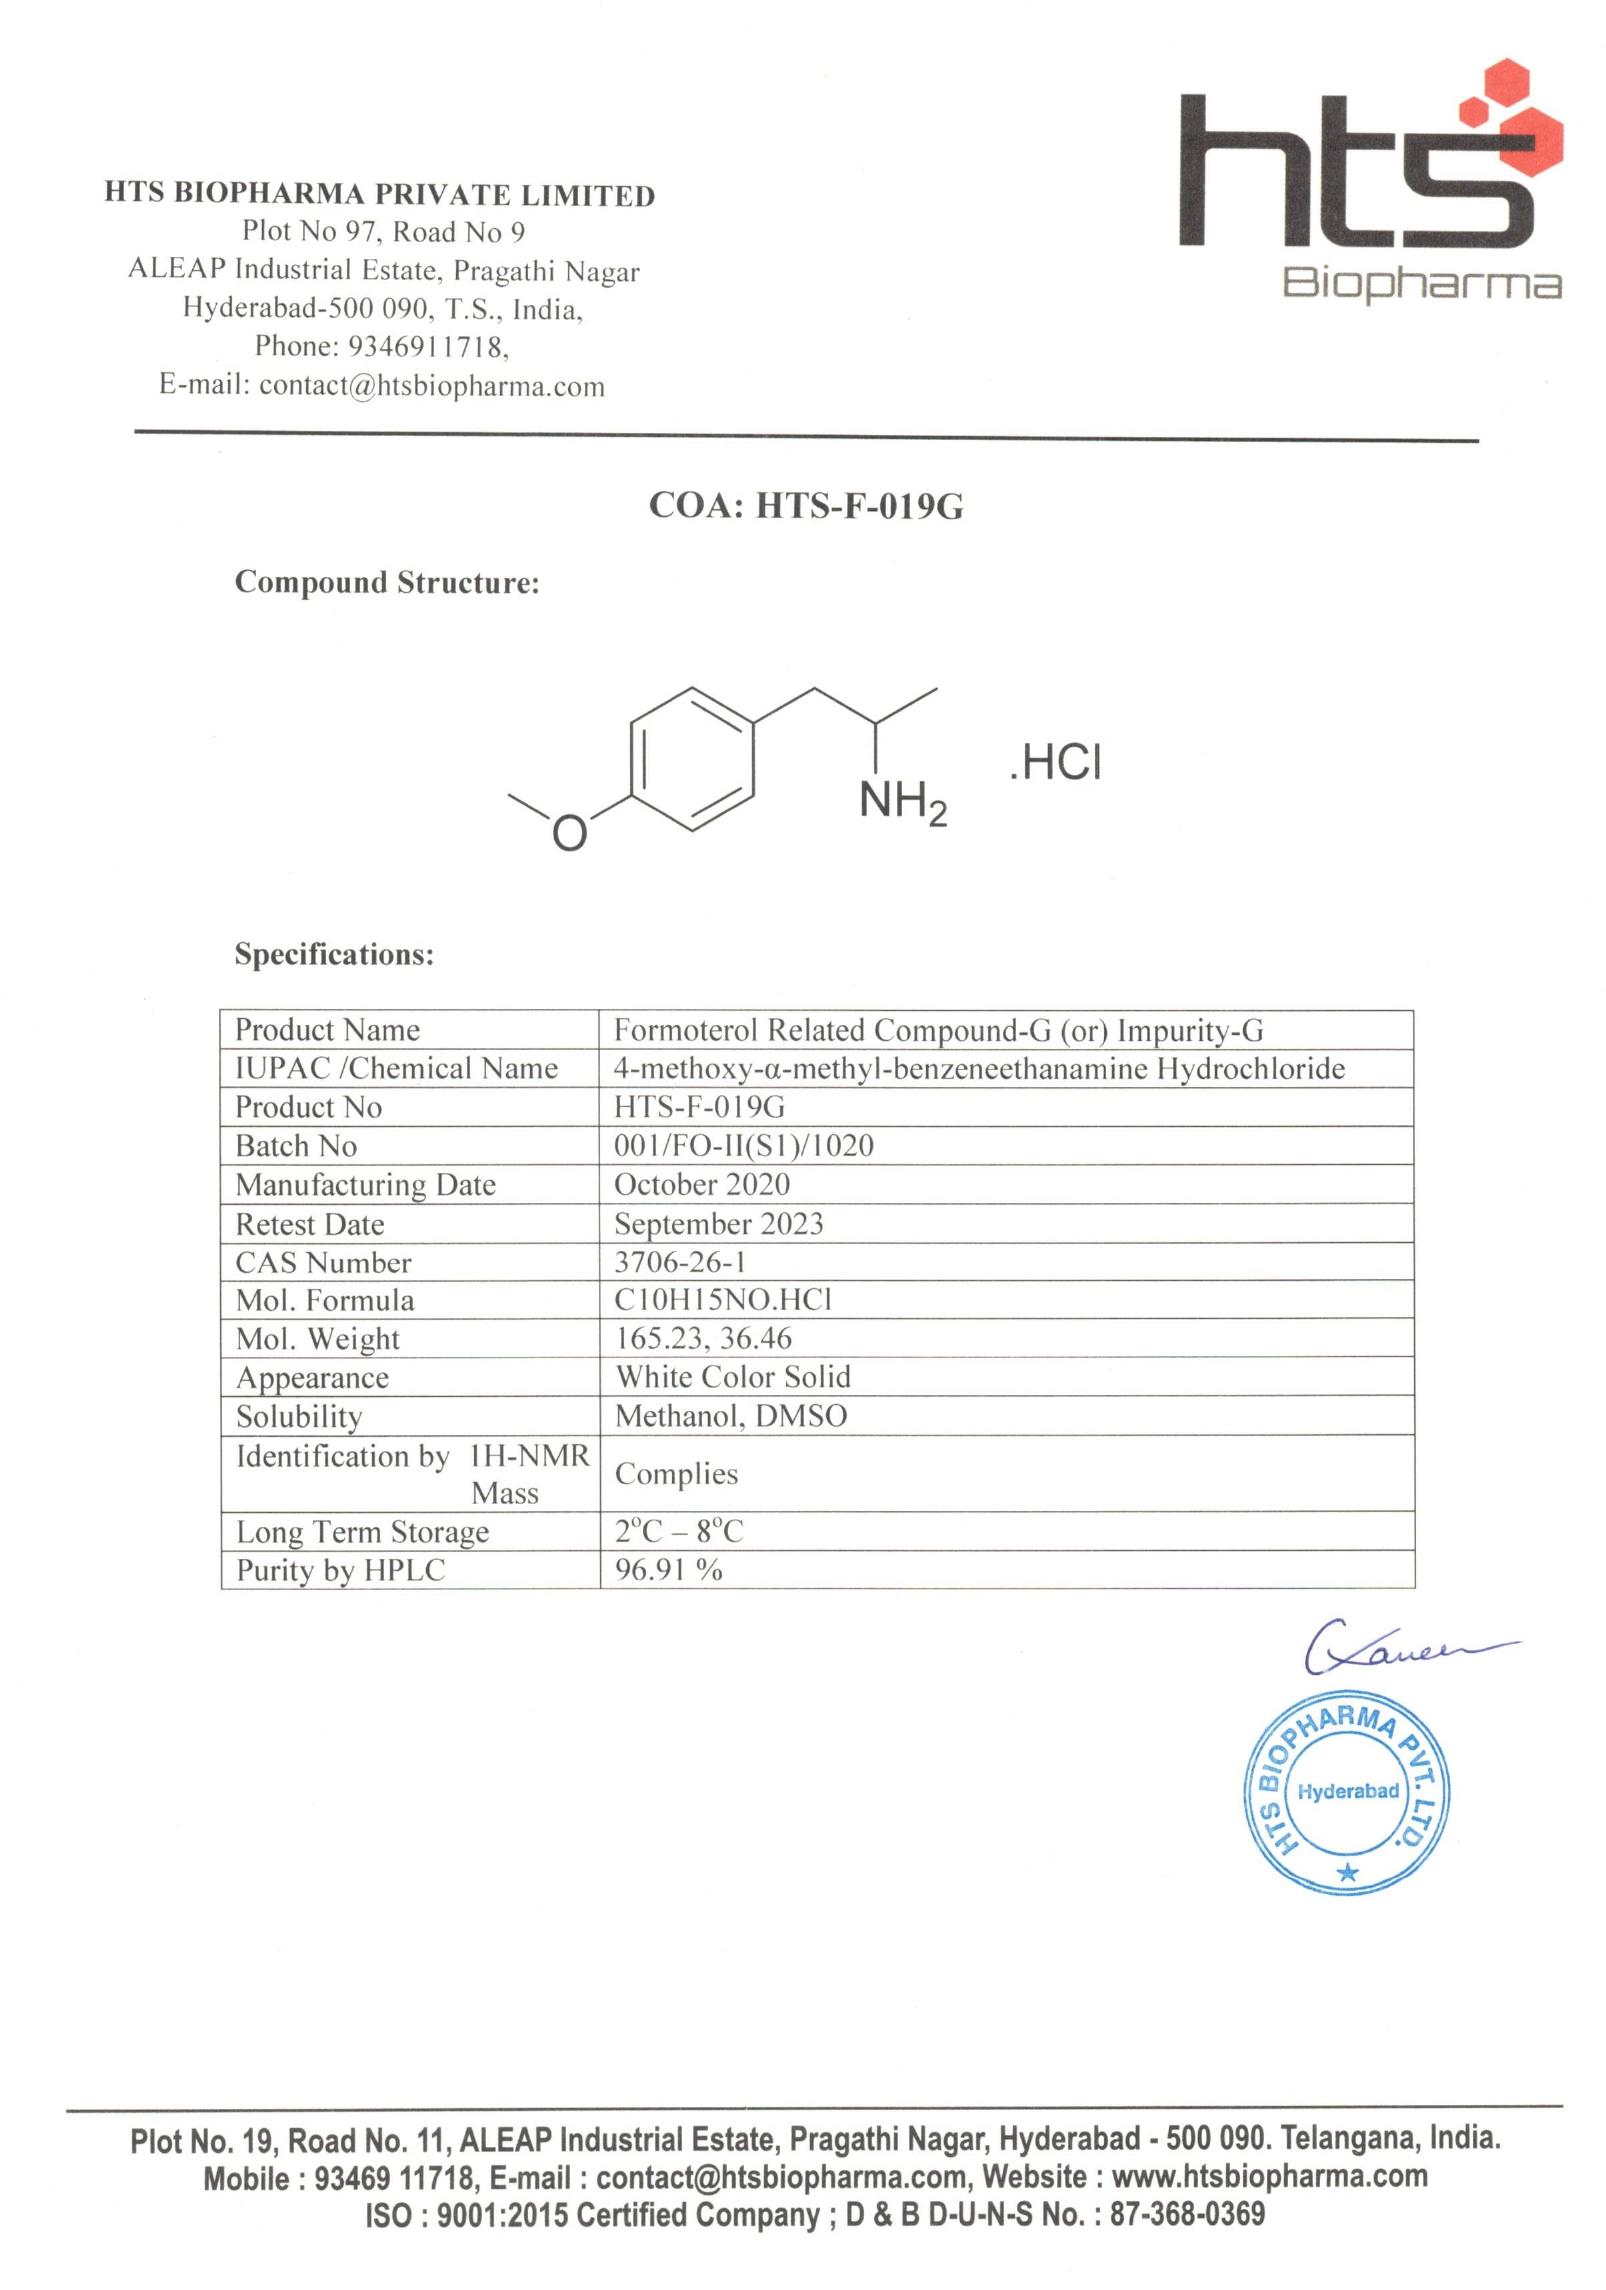 hts
Biopharma
HTS BIOPHARMA PRIVATE LIMITED
Plot No 97, Road No 9
ALEAP Industrial Estate, Pragathi Nagar
Hyderabad-500 090, T.S., India,
Phone: 9346911718,
E-mail: contact@htsbiopharma.com
COA: HTS-F-019G
Compound Structure:
O
NH2
.HCl
Specifications:
Product Name Formoterol Related Compound-G (or) Impurity-G
IUPAC /Chemical Name 4-methoxy-α-methyl-benzeneethanamine Hydrochloride
Product No HTS-F-019G
Batch No 001/FO-II(S1)/1020
Manufacturing Date October 2020
Retest Date September 2023
CAS Number 3706-26-1
Mol. Formula C10H15NO.HCl
Mol. Weight 165.23, 36.46
Appearance White Color Solid
Solubility Methanol, DMSO
Identification by 1H-NMR
Mass
Complies
Long Term Storage 2°C – 8°C
Purity by HPLC 96.91 %
HTS BIOPHARMA PVT. LTD.
Hyderabad
Plot No. 19, Road No. 11, ALEAP Industrial Estate, Pragathi Nagar, Hyderabad - 500 090. Telangana, India.
Mobile : 93469 11718, E-mail : contact@htsbiopharma.com, Website : www.htsbiopharma.com
ISO : 9001:2015 Certified Company ; D & B D-U-N-S No. : 87-368-0369